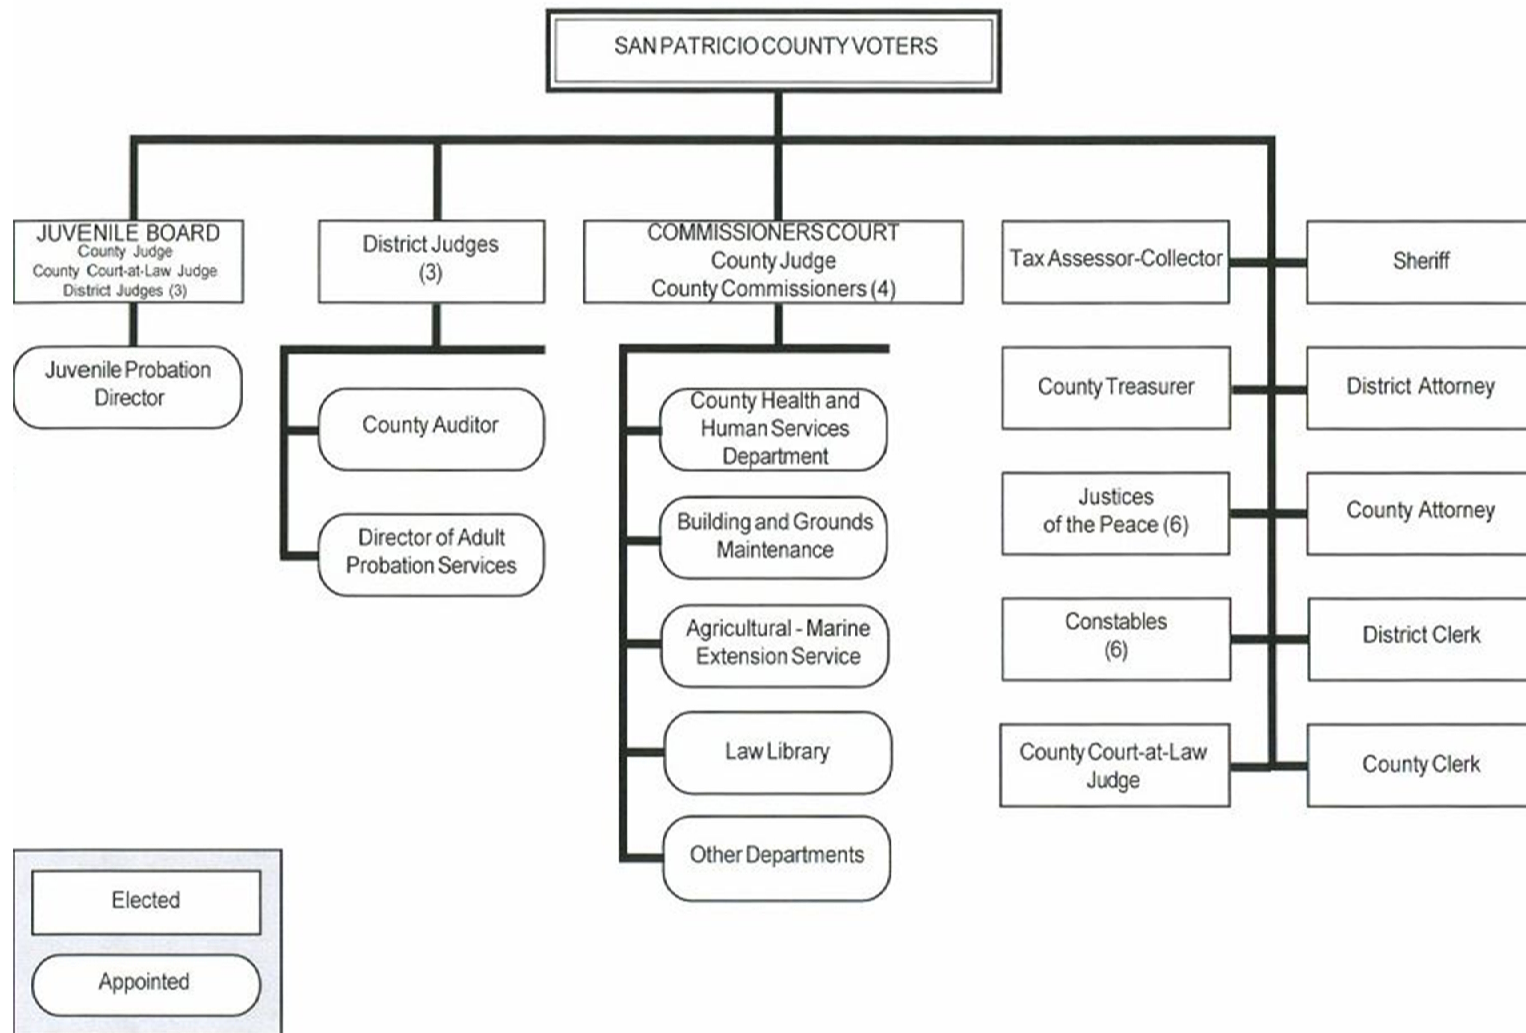 SAN PATRICIO COUNTY VOTERS
JUVENILE BOARD
County Judge
County Court-at-Law Judge
District Judges (3)
Juvenile Probation
Director
District Judges
(3)
County Auditor
Director of Adult
Probation Services
COMMISSIONERS COURT
County Judge
County Commissioners (4)
County Health and
Human Services
Department
Building and Grounds
Maintenance
Agricultural - Marine
Extension Service
Law Library
Other Departments
Tax Assessor-Collector
Sheriff
County Treasurer
District Attorney
Justices
of the Peace (6)
County Attorney
Constables
(6)
District Clerk
County Court-at-Law
Judge
County Clerk
Elected
Appointed